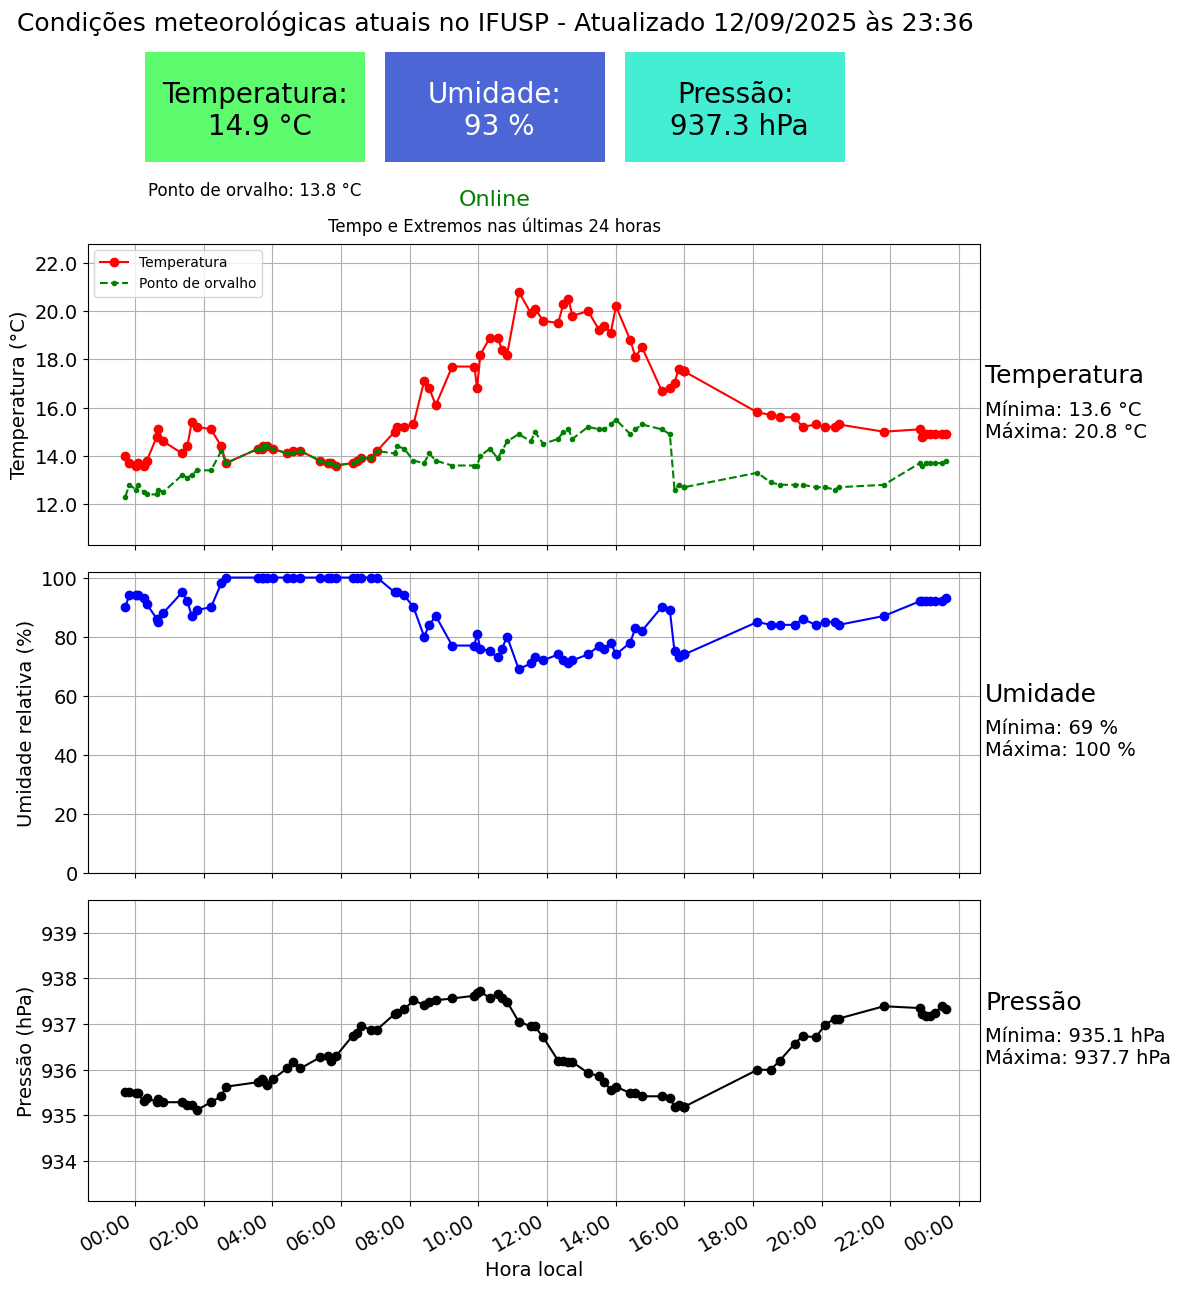 Condições meteorológicas atuais no IFUSP - Atualizado 12/09/2025 às 23:36
Temperatura:
14.9 °C
Umidade:
93 %
Pressão:
937.3 hPa
Ponto de orvalho: 13.8 °C
Online
Tempo e Extremos nas últimas 24 horas
Temperatura
Ponto de orvalho
Temperatura (°C)
22.0
20.0
18.0
16.0
14.0
12.0
Temperatura
Mínima: 13.6 °C
Máxima: 20.8 °C
Umidade relativa (%)
100
80
60
40
20
0
Umidade
Mínima: 69 %
Máxima: 100 %
Pressão (hPa)
939
938
937
936
935
934
Pressão
Mínima: 935.1 hPa
Máxima: 937.7 hPa
00:00 02:00 04:00 06:00 08:00 10:00 12:00 14:00 16:00 18:00 20:00 22:00 00:00
Hora local